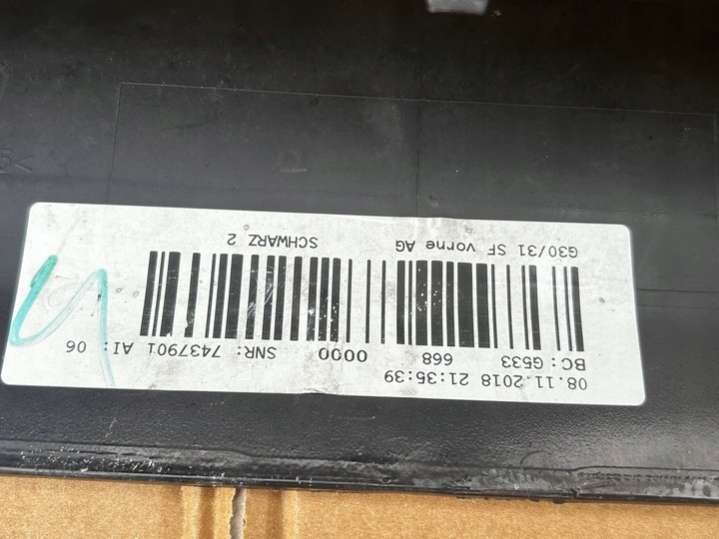 08.11.2018 21:35:39
BC: G533 668 0000 SNR: 7437901 AI: 06
G30/31 SF vorne AG SCHWARZ 2